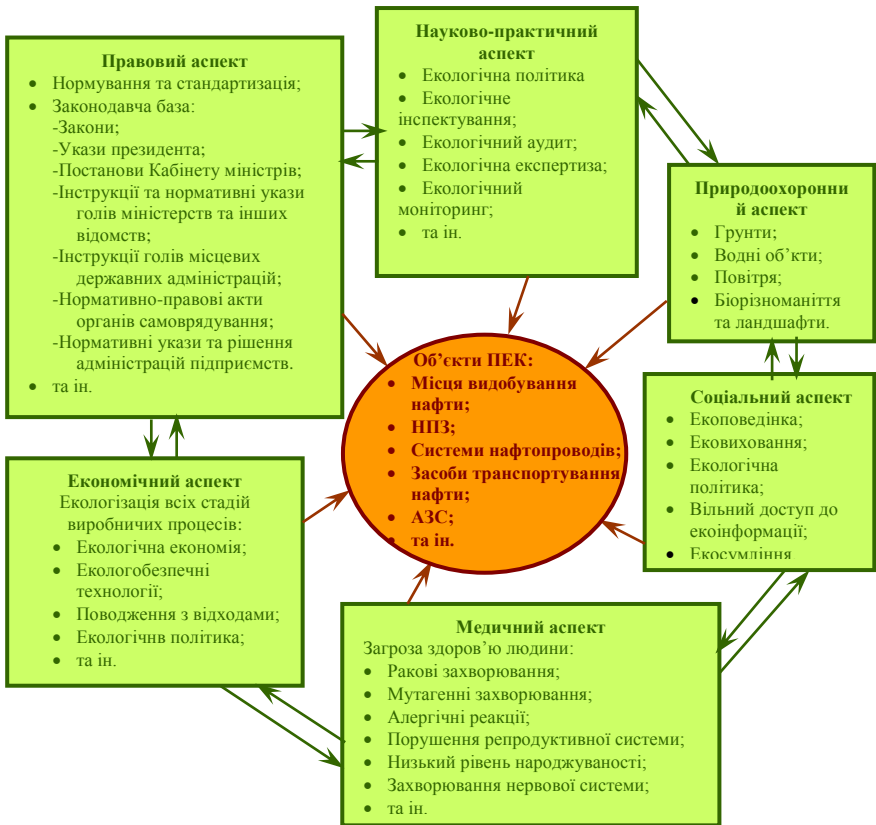 Правовий аспект
• Нормування та стандартизація;
• Законодавча база:
-Закони;
-Укази президента;
-Постанови Кабінету міністрів;
-Інструкції та нормативні укази
голів міністерств та інших
відомств;
-Інструкції голів місцевих
державних адміністрацій;
-Нормативно-правові акти
органів самоврядування;
-Нормативні укази та рішення
адміністрацій підприємств.
• та ін.
Науково-практичний
аспект
• Екологічна політика
• Екологічне
інспектування;
• Екологічний аудит;
• Екологічна експертиза;
• Екологічний
моніторинг;
• та ін.
Природоохоронни
й аспект
• Грунти;
• Водні об’кти;
• Повітря;
• Біорізноманіття
та ландшафти.
Об’єкти ПЕК:
• Місця видобування
нафти;
• НПЗ;
• Системи нафтопроводів;
• Засоби транспортування
нафти;
• АЗС;
• та ін.
Соціальний аспект
• Екоповедінка;
• Ековиховання;
• Екологічна
політика;
• Вільний доступ до
екоінформації;
• Екосумління
Економічний аспект
Екологізація всіх стадій
виробничих процесів:
• Екологічна економія;
• Екологобезпечні
технології;
• Поводження з відходами;
• Екологічнв політика;
• та ін.
Медичний аспект
Загроза здоров’ю людини:
• Ракові захворювання;
• Мутагенні захворювання;
• Алергічні реакції;
• Порушення репродуктивної системи;
• Низький рівень народжуваності;
• Захворювання нервової системи;
• та ін.